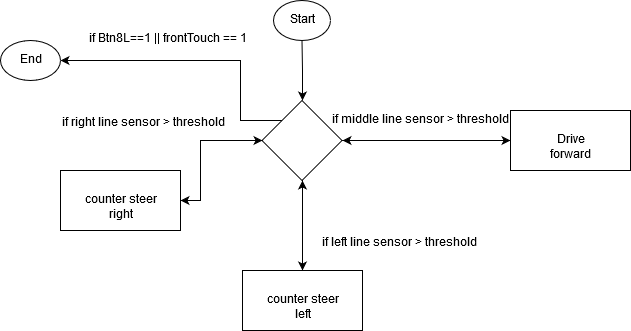 Start
if Btn8L==1 || frontTouch == 1
End
if right line sensor > threshold
if middle line sensor > threshold
Drive
forward
counter steer
right
if left line sensor > threshold
counter steer
left